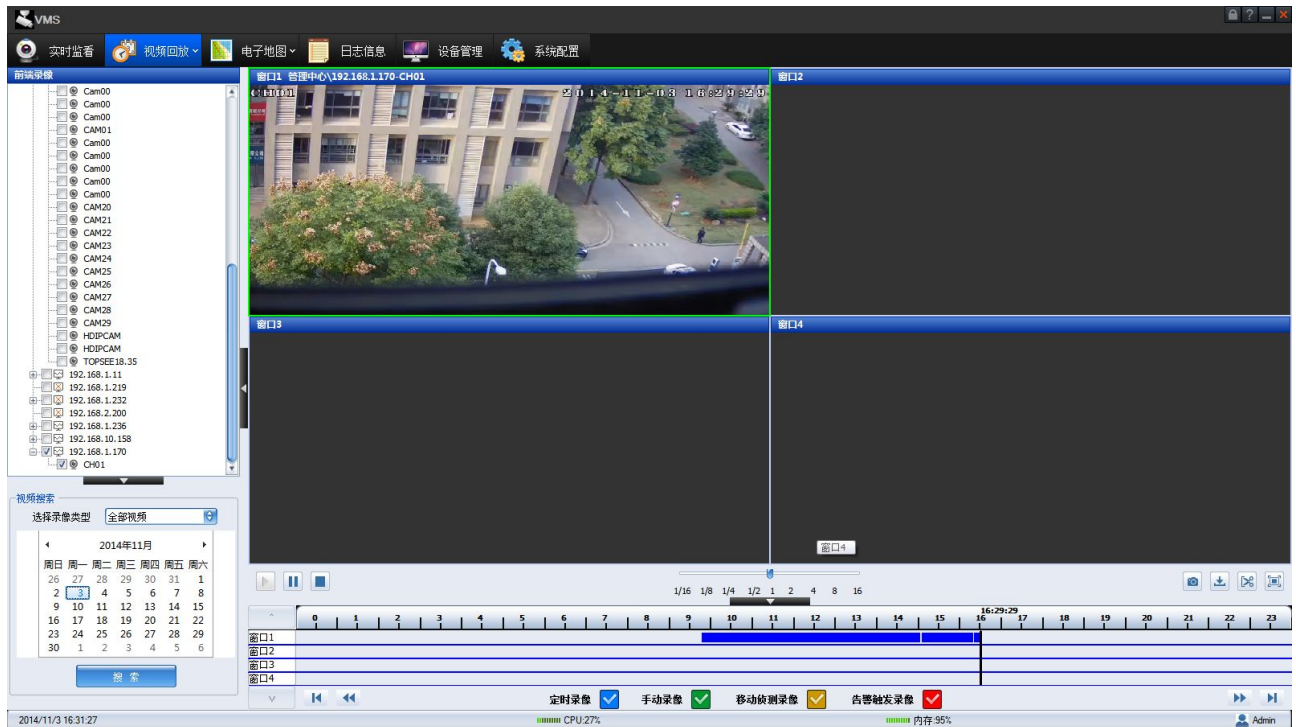 VMS
实时监看 视频回放 电子地图 日志信息 设备管理 系统配置
前端录像
Cam00
Cam00
Cam00
CAM01
Cam00
Cam00
Cam00
Cam00
Cam00
CAM20
CAM21
CAM22
CAM23
CAM24
CAM25
CAM26
CAM27
CAM28
CAM29
HDIPCAM
HDIPCAM
TOPSEE18.35
192.168.1.11
192.168.1.219
192.168.1.232
192.168.2.200
192.168.1.236
192.168.10.158
192.168.1.170
CH01
视频搜索
选择录像类型 全部视频
2014年11月
周日 周一 周二 周三 周四 周五 周六
26 27 28 29 30 31 1
2 3 4 5 6 7 8
9 10 11 12 13 14 15
16 17 18 19 20 21 22
23 24 25 26 27 28 29
30 1 2 3 4 5 6
搜索
窗口1 管理中心\192.168.1.170-CH01
CH01 2014-11-03 16:29:29
窗口2
窗口3
窗口4
窗口4
1/16 1/8 1/4 1/2 1 2 4 8 16
16:29:29
0 1 2 3 4 5 6 7 8 9 10 11 12 13 14 15 16 17 18 19 20 21 22 23
窗口1
窗口2
窗口3
窗口4
定时录像 手动录像 移动侦测录像 告警触发录像
2014/11/3 16:31:27 CPU:27% 内存:95% Admin